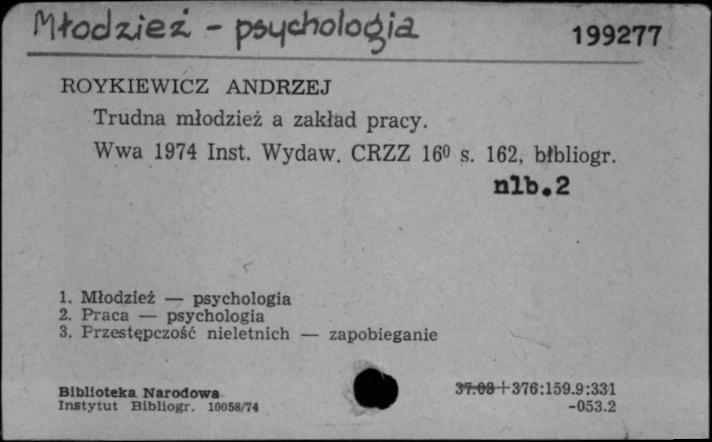 Młodzież - psychologia
199277
ROYKIEWICZ ANDRZEJ
Trudna młodzież a zakład pracy.
Wwa 1974 Inst. Wydaw. CRZZ 16⁰ s. 162, bibliogr.
nlb.2
1. Młodzież — psychologia
2. Praca — psychologia
3. Przestępczość nieletnich — zapobieganie
Biblioteka Narodowa
Instytut Bibliogr. 10058/74
37.08+376:159.9:331
-053.2